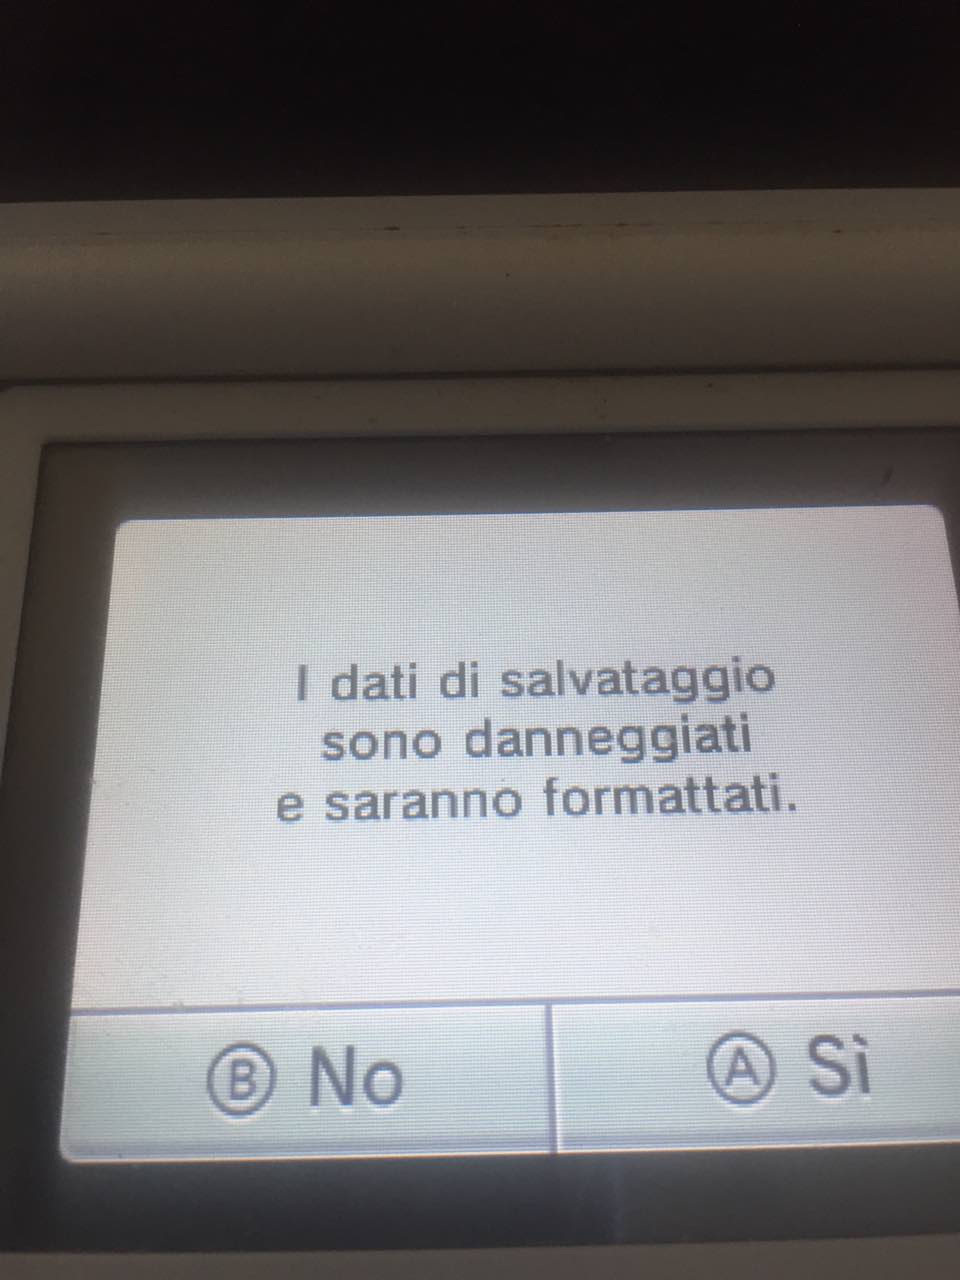 I dati di salvataggio
sono danneggiati
e saranno formattati.
B No
A Sì